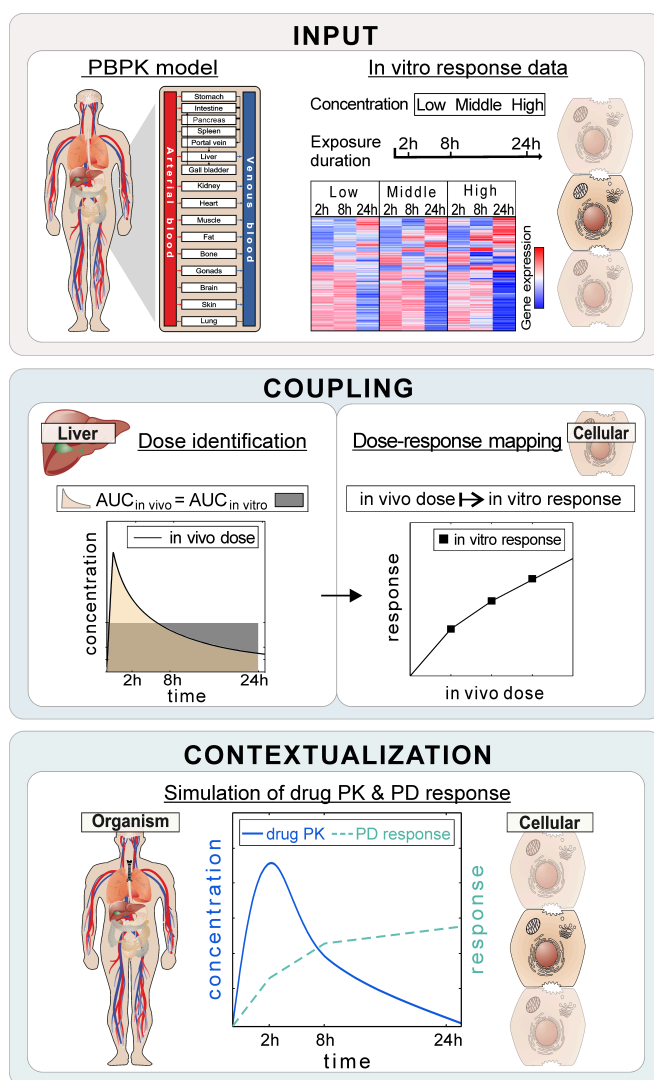 INPUT
PBPK model
Arterial blood
Stomach
Intestine
Pancreas
Spleen
Portal vein
Liver
Gall bladder
Kidney
Heart
Muscle
Fat
Bone
Gonads
Brain
Skin
Lung
Venous blood
In vitro response data
Concentration Low Middle High
Exposure
duration
2h 8h 24h
Low Middle High
2h 8h 24h 2h 8h 24h 2h 8h 24h
Gene expression
COUPLING
Liver
Dose identification
AUC in vivo = AUC in vitro
in vivo dose
concentration
2h 8h 24h
time
Dose-response mapping
Cellular
in vivo dose ↦ in vitro response
in vitro response
response
in vivo dose
CONTEXTUALIZATION
Simulation of drug PK & PD response
Organism
drug PK PD response
concentration
response
2h 8h 24h
time
Cellular